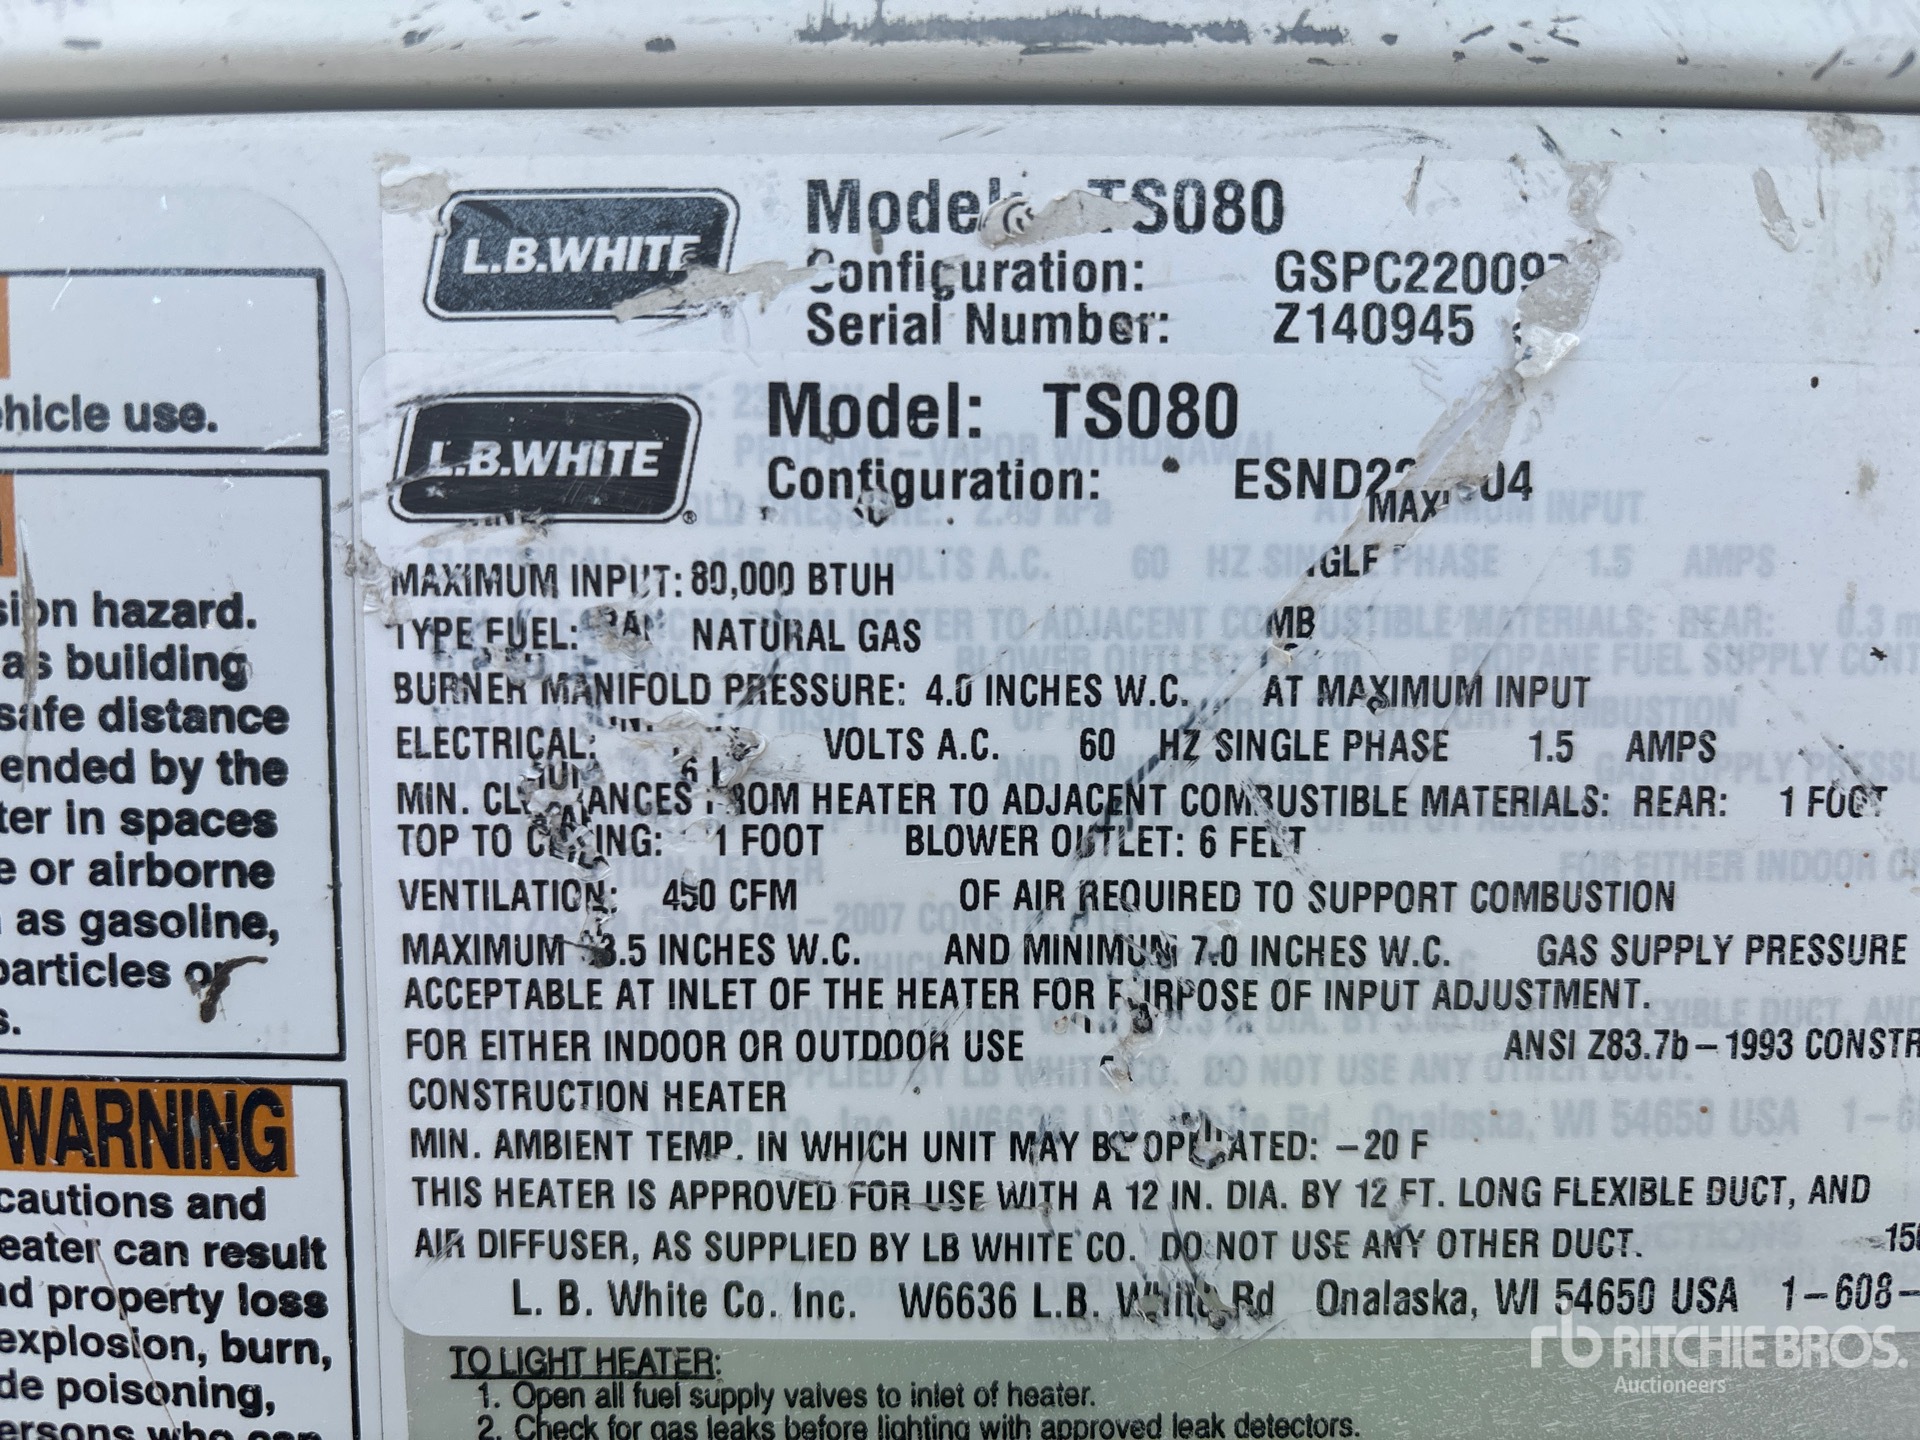 L.B.WHITE
Model: TS080
Configuration:
Serial Number: Z140945
L.B.WHITE®
Model: TS080
Configuration:
MAXIMUM INPUT: 80,000 BTUH
TYPE FUEL: NATURAL GAS
BURNER MANIFOLD PRESSURE: 4.0 INCHES W.C. AT MAXIMUM INPUT
ELECTRICAL: VOLTS A.C. 60 HZ SINGLE PHASE 1.5 AMPS
MIN. CLEARANCES FROM HEATER TO ADJACENT COMBUSTIBLE MATERIALS: REAR: 1 FOOT
TOP TO CEILING: 1 FOOT BLOWER OUTLET: 6 FEET
VENTILATION: 450 CFM OF AIR REQUIRED TO SUPPORT COMBUSTION
MAXIMUM INCHES W.C. AND MINIMUM 7.0 INCHES W.C. GAS SUPPLY PRESSURE
ACCEPTABLE AT INLET OF THE HEATER FOR PURPOSE OF INPUT ADJUSTMENT.
FOR EITHER INDOOR OR OUTDOOR USE ANSI Z83.7b-1993 CONSTR
CONSTRUCTION HEATER
MIN. AMBIENT TEMP. IN WHICH UNIT MAY BE OPERATED: -20 F
THIS HEATER IS APPROVED FOR USE WITH A 12 IN. DIA. BY 12 FT. LONG FLEXIBLE DUCT, AND
AIR DIFFUSER, AS SUPPLIED BY LB WHITE CO. DO NOT USE ANY OTHER DUCT.
L. B. White Co. Inc. W6636 L.B. White Rd Onalaska, WI 54650 USA 1-608-
TO LIGHT HEATER:
1. Open all fuel supply valves to inlet of heater.
2. Check for gas leaks before lighting with approved leak detectors.
hicle use.
sion hazard.
as building
safe distance
ended by the
ter in spaces
e or airborne
as gasoline,
particles or
s.
WARNING
cautions and
eater can result
nd property loss
explosion, burn,
de poisoning,
ersons who can
rb RITCHIE BROS.
Auctioneers